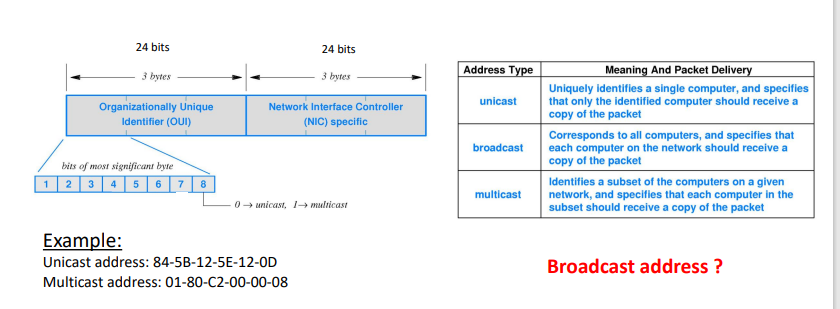 24 bits
24 bits
3 bytes
3 bytes
Organizationally Unique
Identifier (OUI)
Network Interface Controller
(NIC) specific
bits of most significant byte
1 2 3 4 5 6 7 8
0 → unicast, 1→ multicast
Example:
Unicast address: 84-5B-12-5E-12-0D
Multicast address: 01-80-C2-00-00-08
Address Type Meaning And Packet Delivery
unicast
Uniquely identifies a single computer, and specifies
that only the identified computer should receive a
copy of the packet
broadcast
Corresponds to all computers, and specifies that
each computer on the network should receive a
copy of the packet
multicast
Identifies a subset of the computers on a given
network, and specifies that each computer in the
subset should receive a copy of the packet
Broadcast address ?